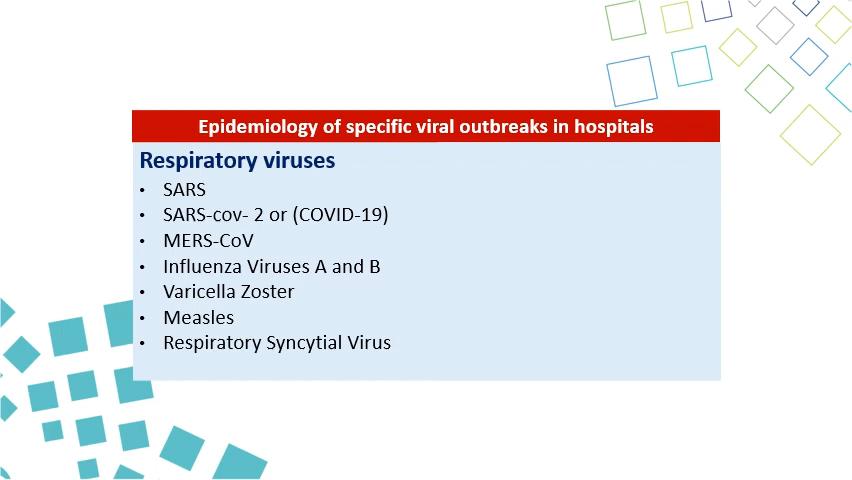 Epidemiology of specific viral outbreaks in hospitals
Respiratory viruses
• SARS
• SARS-cov- 2 or (COVID-19)
• MERS-CoV
• Influenza Viruses A and B
• Varicella Zoster
• Measles
• Respiratory Syncytial Virus